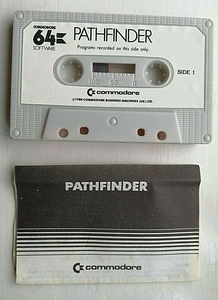 COMMODORE
64
SOFTWARE
PATHFINDER
Programs recorded on this side only.
SIDE 1
©1984 COMMODORE BUSINESS MACHINES (UK) LTD.
commodore
PATHFINDER
commodore